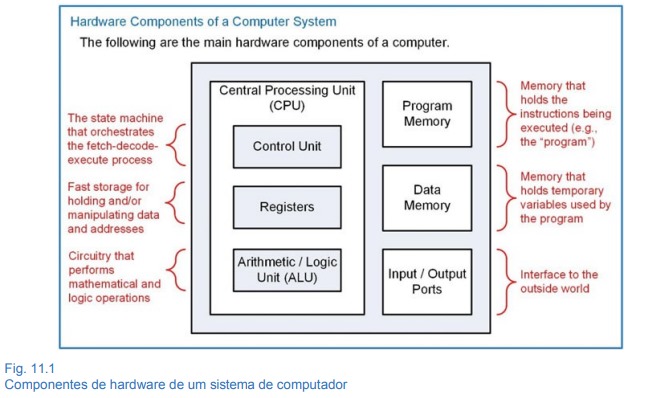 Hardware Components of a Computer System
The following are the main hardware components of a computer.
The state machine
that orchestrates
the fetch-decode-
execute process
Fast storage for
holding and/or
manipulating data
and addresses
Circuitry that
performs
mathematical and
logic operations
Central Processing Unit
(CPU)
Control Unit
Registers
Arithmetic / Logic
Unit (ALU)
Program
Memory
Data
Memory
Input / Output
Ports
Memory that
holds the
instructions being
executed (e.g.,
the “program”)
Memory that
holds temporary
variables used by
the program
Interface to the
outside world
Fig. 11.1
Componentes de hardware de um sistema de computador